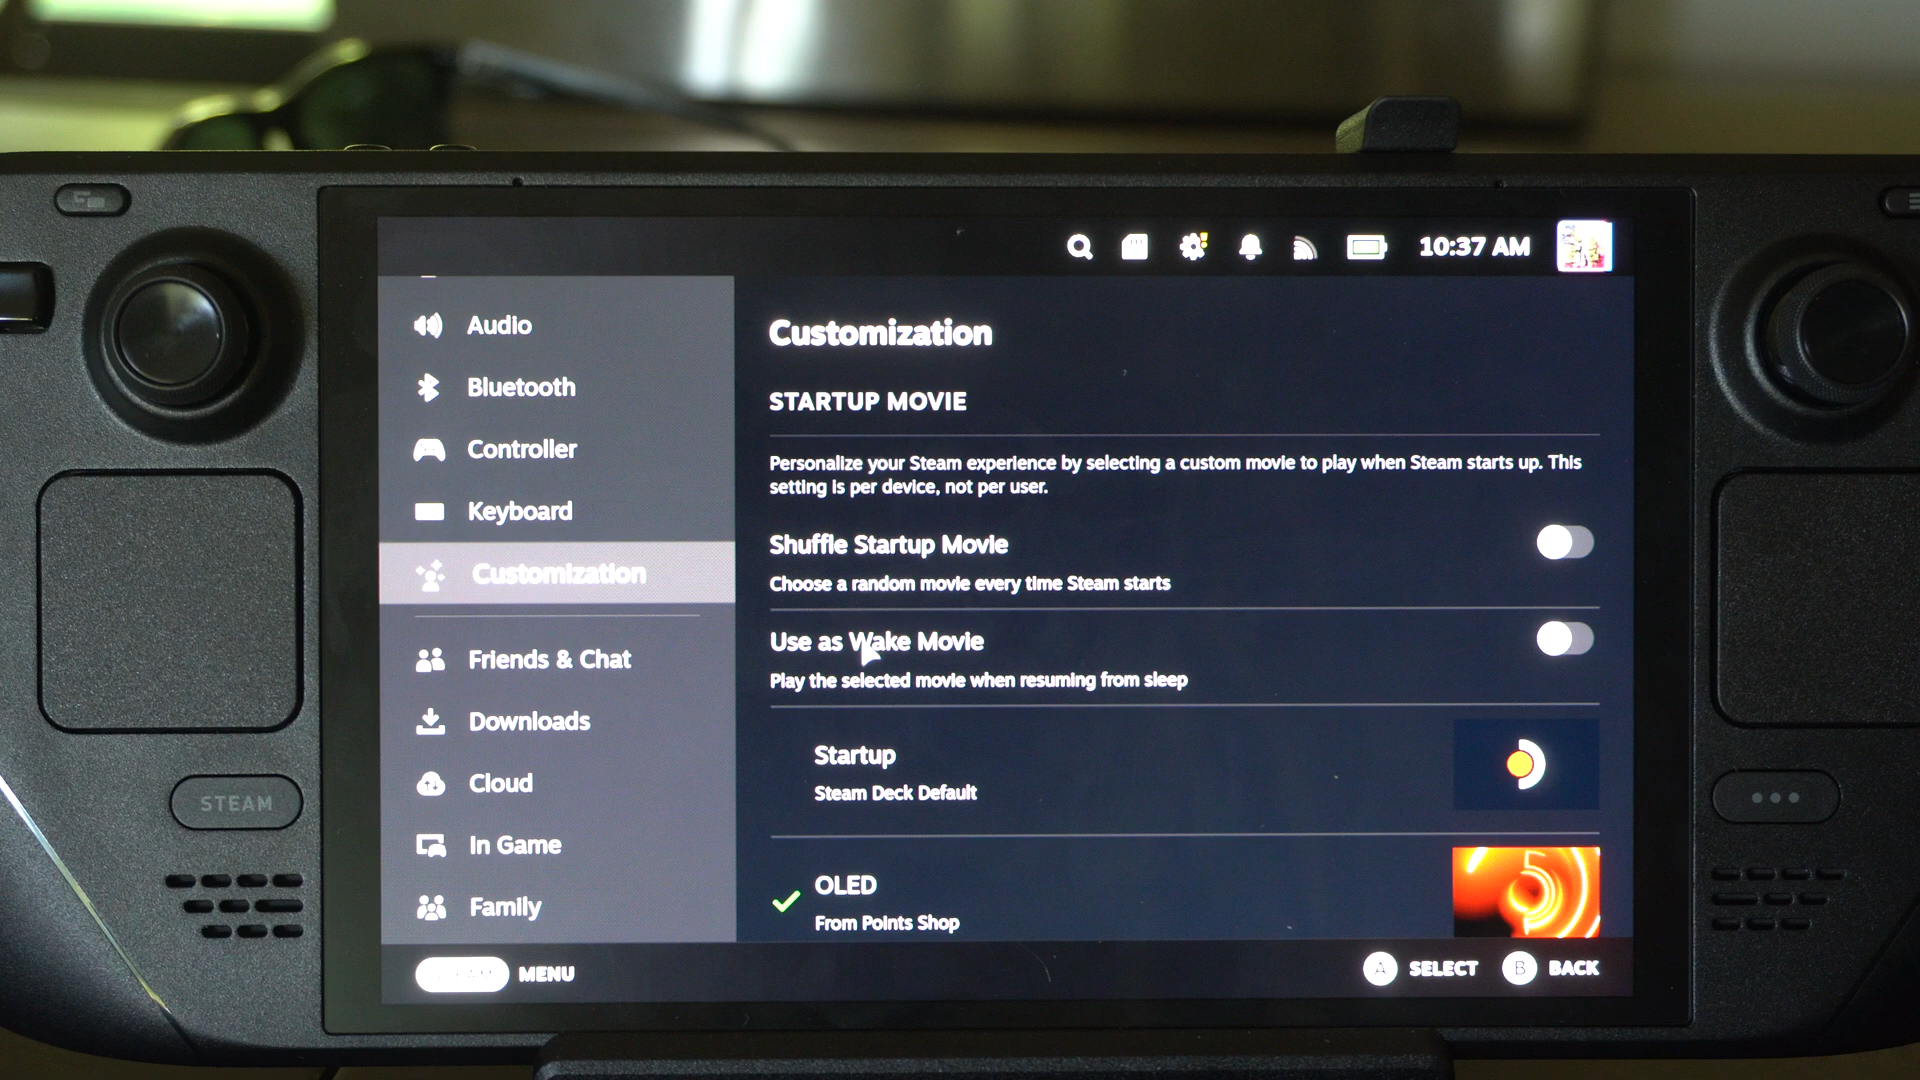 10:37 AM
Audio
Bluetooth
Controller
Keyboard
Customization
Friends & Chat
Downloads
Cloud
In Game
Family
Customization
STARTUP MOVIE
Personalize your Steam experience by selecting a custom movie to play when Steam starts up. This
setting is per device, not per user.
Shuffle Startup Movie
Choose a random movie every time Steam starts
Use as Wake Movie
Play the selected movie when resuming from sleep
Startup
Steam Deck Default
OLED
From Points Shop
MENU
A SELECT B BACK
STEAM